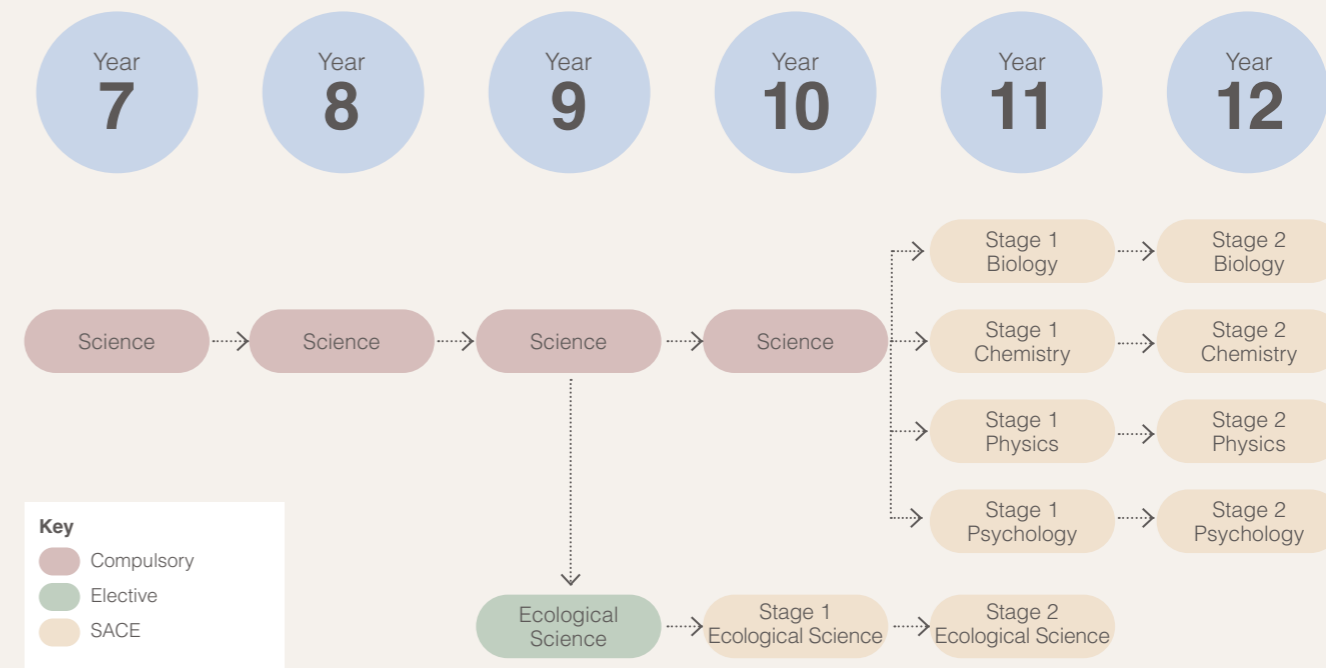 Year
7
Year
8
Year
9
Year
10
Year
11
Year
12
Stage 1
Biology
Stage 2
Biology
Science
Science
Science
Science
Stage 1
Chemistry
Stage 2
Chemistry
Stage 1
Physics
Stage 2
Physics
Stage 1
Psychology
Stage 2
Psychology
Key
Compulsory
Elective
SACE
Ecological
Science
Stage 1
Ecological Science
Stage 2
Ecological Science